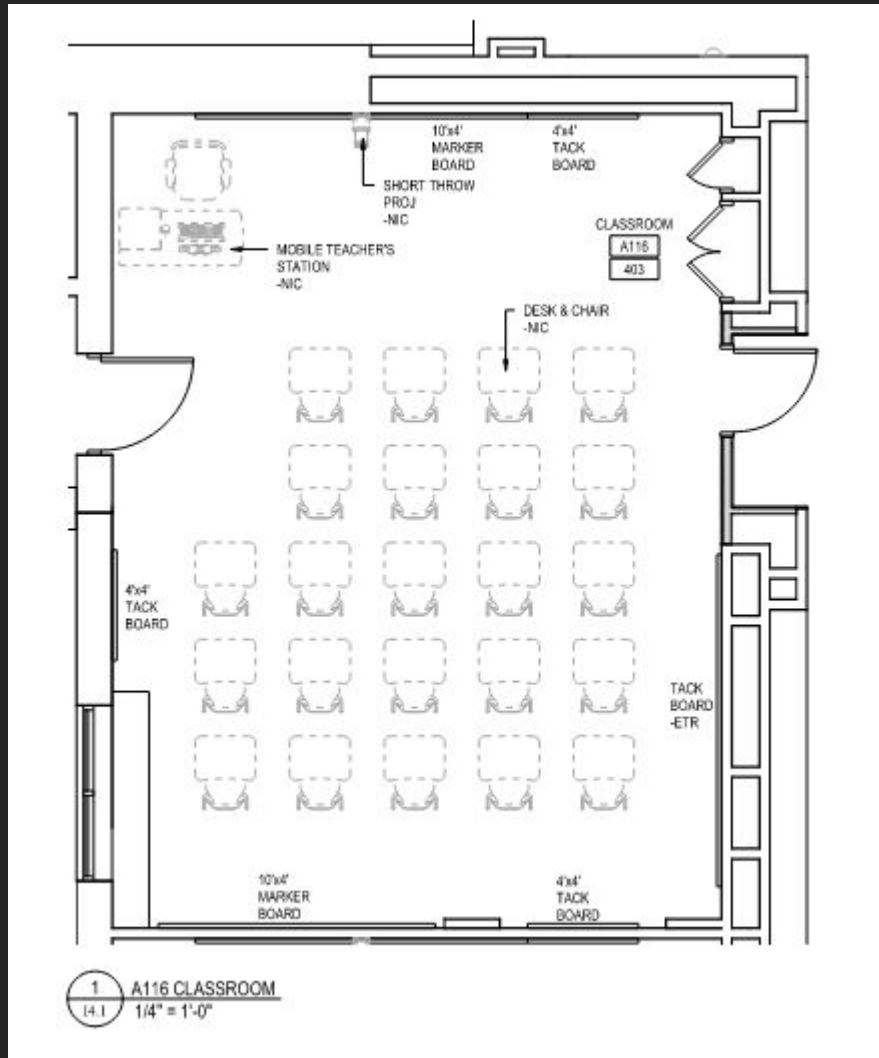 10'x4'
MARKER
BOARD
4'x4'
TACK
BOARD
SHORT THROW
PROJ
-NIC
CLASSROOM
A116
403
MOBILE TEACHER'S
STATION
-NIC
DESK & CHAIR
-NIC
4'x4'
TACK
BOARD
TACK
BOARD
-ETR
10'x4'
MARKER
BOARD
4'x4'
TACK
BOARD
1
I4.1
A116 CLASSROOM
1/4" = 1'-0"